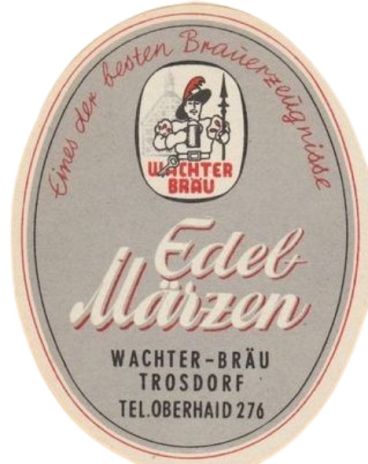 Eines der besten Brauerzeugnisse
WACHTER
BRÄU
Edel-
Märzen
WACHTER-BRÄU
TROSDORF
TEL.OBERHAID 276